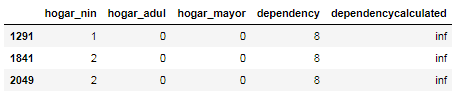 hogar_nin hogar_adul hogar_mayor dependency dependencycalculated
1291 1 0 0 8 inf
1841 2 0 0 8 inf
2049 2 0 0 8 inf